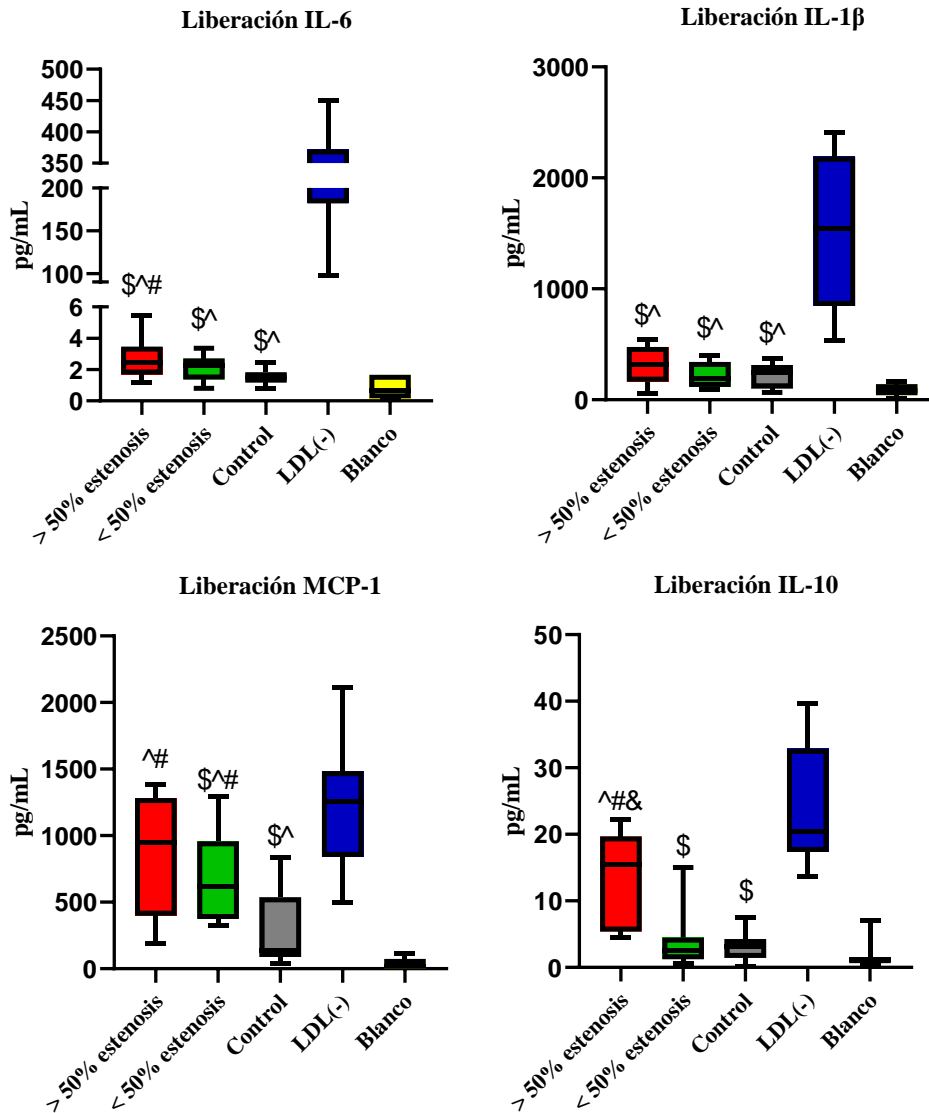 Liberación IL-6
pg/mL
500
450
400
350
200
150
100
6
4
2
0
$^#
$^
$^
> 50% estenosis
< 50% estenosis
Control
LDL(-)
Blanco
Liberación IL-1β
pg/mL
3000
2000
1000
0
$^
$^
$^
> 50% estenosis
< 50% estenosis
Control
LDL(-)
Blanco
Liberación MCP-1
pg/mL
2500
2000
1500
1000
500
0
^#
$^#
$^
> 50% estenosis
< 50% estenosis
Control
LDL(-)
Blanco
Liberación IL-10
pg/mL
50
40
30
20
10
0
^#&
$
$
> 50% estenosis
< 50% estenosis
Control
LDL(-)
Blanco